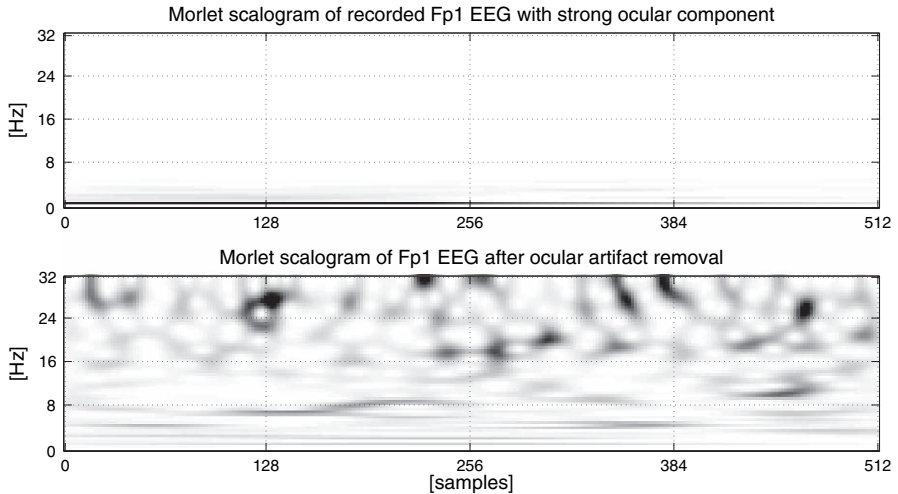 Morlet scalogram of recorded Fp1 EEG with strong ocular component
32
24
16
8
0
[Hz]
0 128 256 384 512
Morlet scalogram of Fp1 EEG after ocular artifact removal
32
24
16
8
0
[Hz]
0 128 256 384 512
[samples]